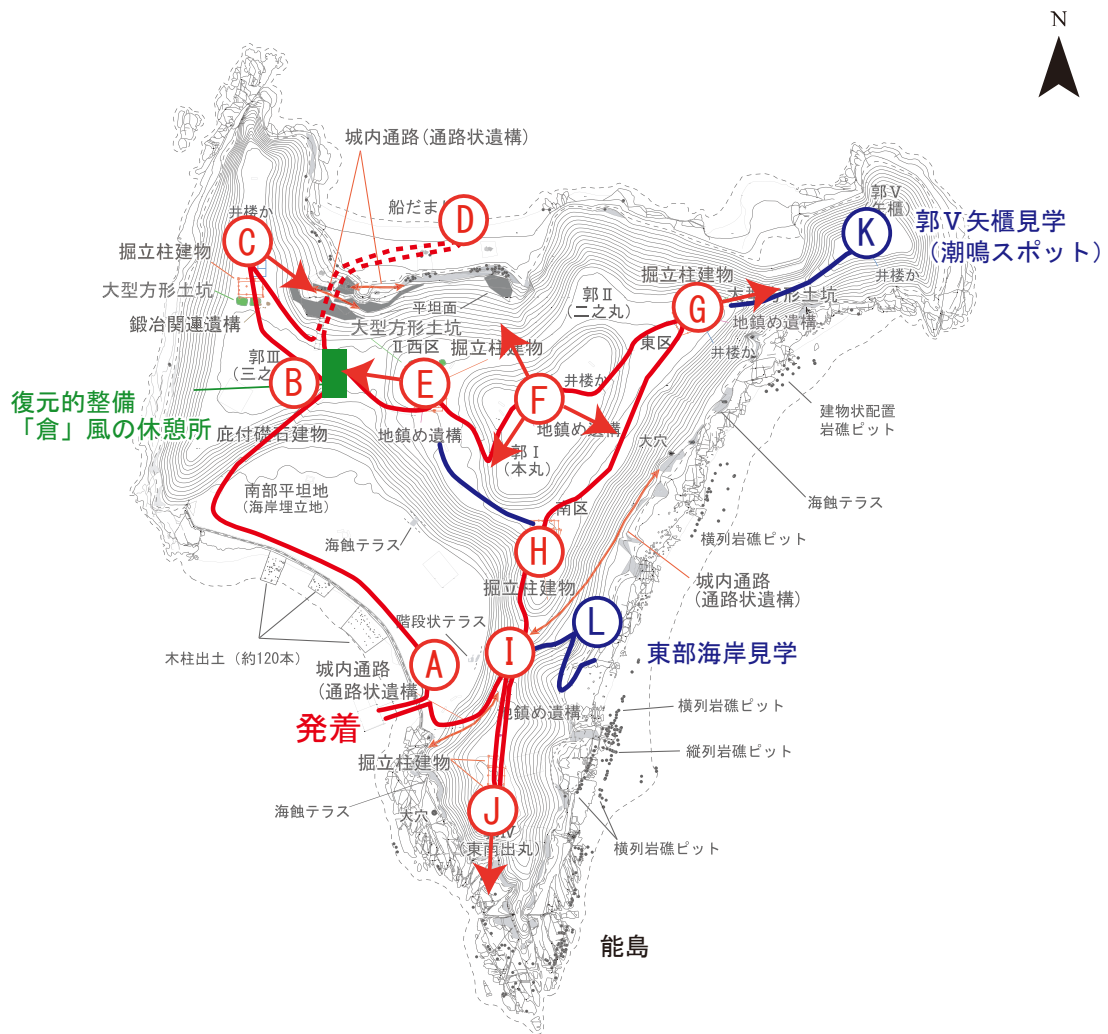 N
城内通路(通路状遺構)
船だま
D
郭Ⅴ
矢櫃)
K
郭Ⅴ矢櫃見学
(潮鳴スポット)
井楼か
C
掘立柱建物
大型方形土坑
鍛冶関連遺構
平坦面
大型方形土坑
Ⅱ西区
掘立柱建物
郭Ⅱ
(二之丸)
掘立柱建物
井楼か
大型方形土坑
G
地鎮め遺構
東区
井楼か
郭Ⅲ
(三之
B
E
井楼か
F
復元的整備
「倉」風の休憩所
庇付礎石建物
地鎮め遺構
地鎮め遺構
郭Ⅰ
(本丸)
大穴
建物状配置
岩礁ピット
南部平坦地
(海岸埋立地)
南区
海蝕テラス
海蝕テラス
横列岩礁ピット
H
掘立柱建物
城内通路
(通路状遺構)
階段状テラス
L
I
東部海岸見学
木柱出土(約120本)
A
城内通路
(通路状遺構
発着
地鎮め遺構
横列岩礁ピット
縦列岩礁ピット
掘立柱建物
海蝕テラス
大穴
J
Ⅳ
(東南出丸)
横列岩礁ピット
能島